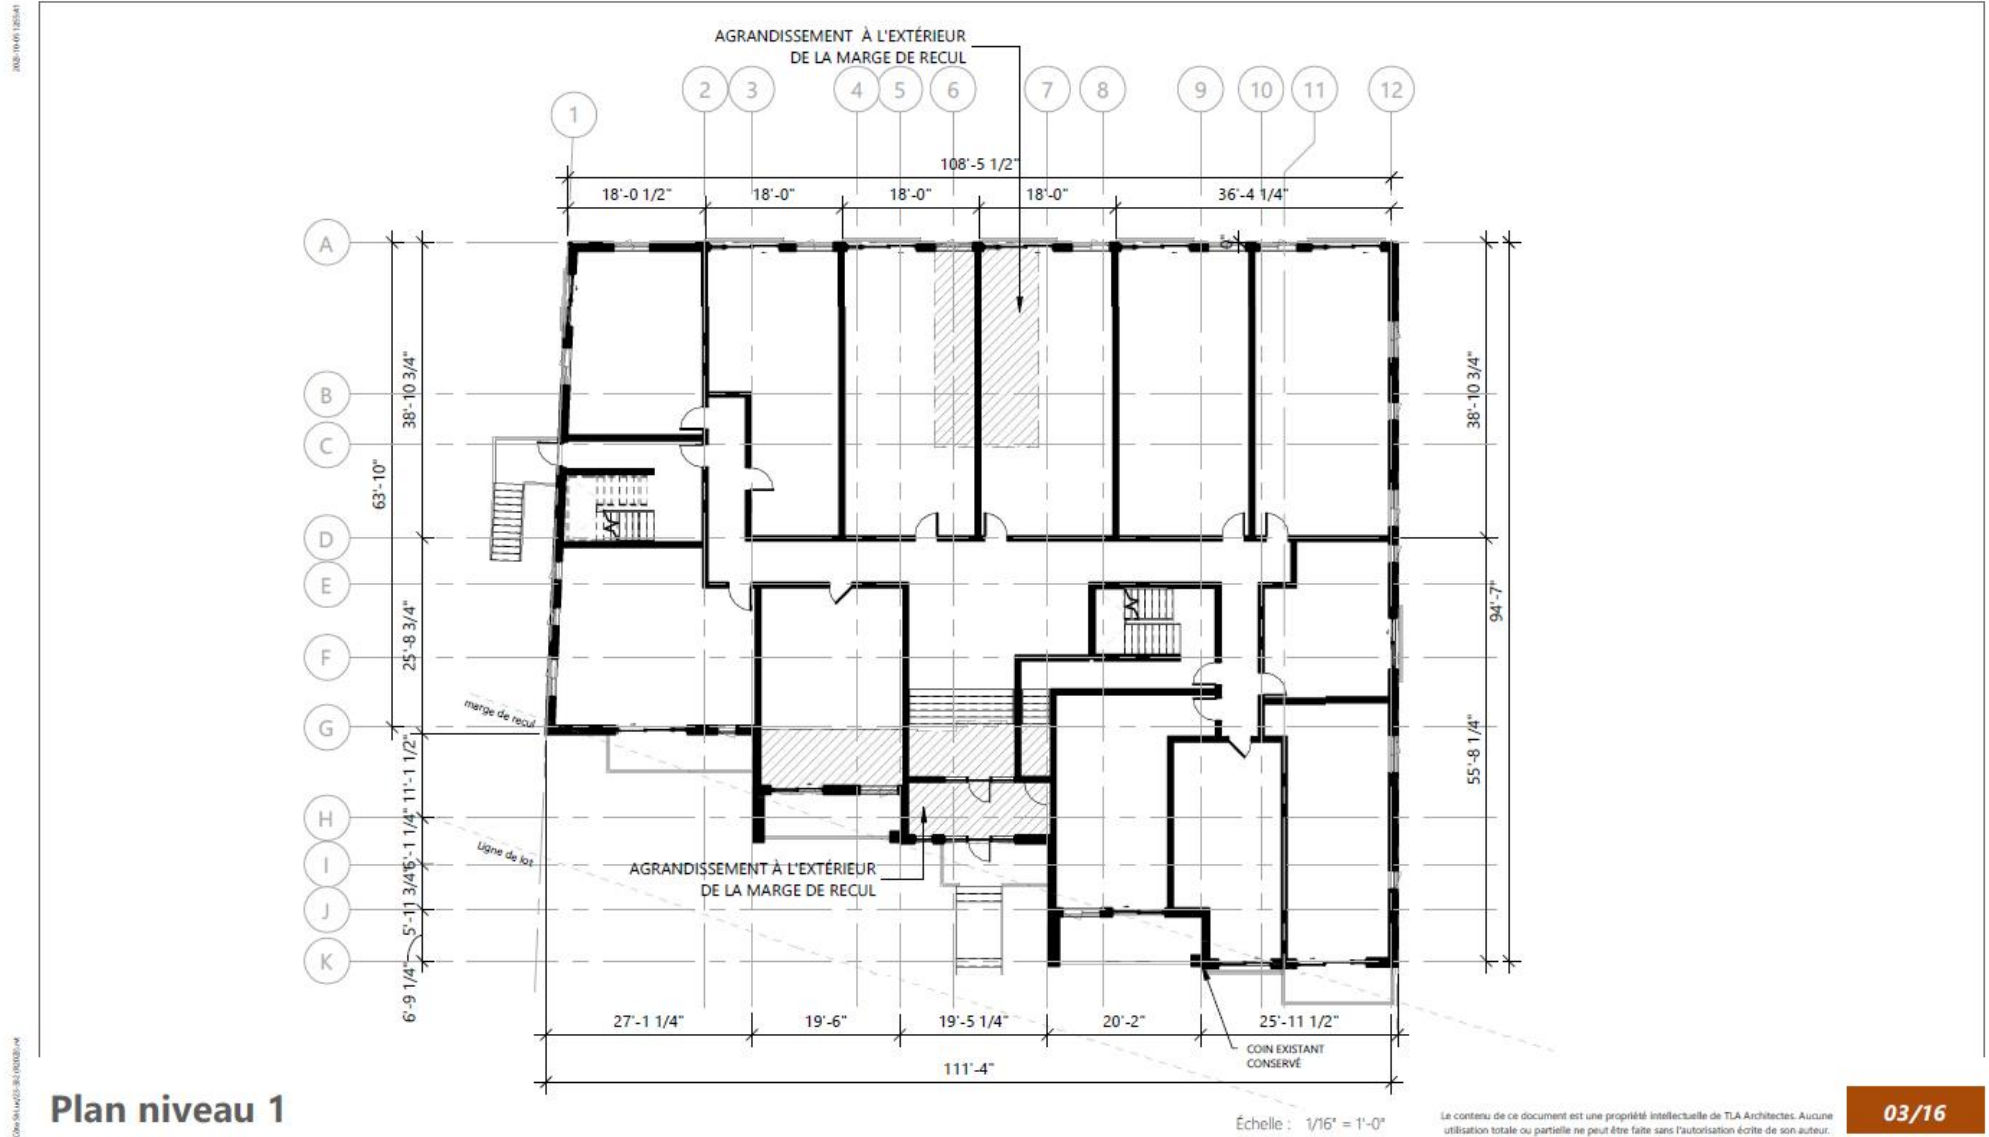 AGRANDISSEMENT À L'EXTÉRIEUR
DE LA MARGE DE RECUL
1
2
3
4
5
6
7
8
9
10
11
12
108'-5 1/2"
18'-0 1/2"
18'-0"
18'-0"
18'-0"
36'-4 1/4"
A
B
C
D
E
F
G
H
I
J
K
38'-10 3/4"
63'-10"
25'-8 3/4"
11'-1 1/2"
5'-11 3/4"
6'-9 1/4"
38'-10 3/4"
94'-7"
55'-8 1/4"
marge de recul
Ligne de lot
AGRANDISSEMENT À L'EXTÉRIEUR
DE LA MARGE DE RECUL
27'-1 1/4"
19'-6"
19'-5 1/4"
20'-2"
25'-11 1/2"
COIN EXISTANT
CONSERVÉ
111'-4"
Plan niveau 1
Échelle : 1/16" = 1'-0"
Le contenu de ce document est une propriété intellectuelle de TLA Architectes. Aucune
utilisation totale ou partielle ne peut être faite sans l'autorisation écrite de son auteur.
03/16